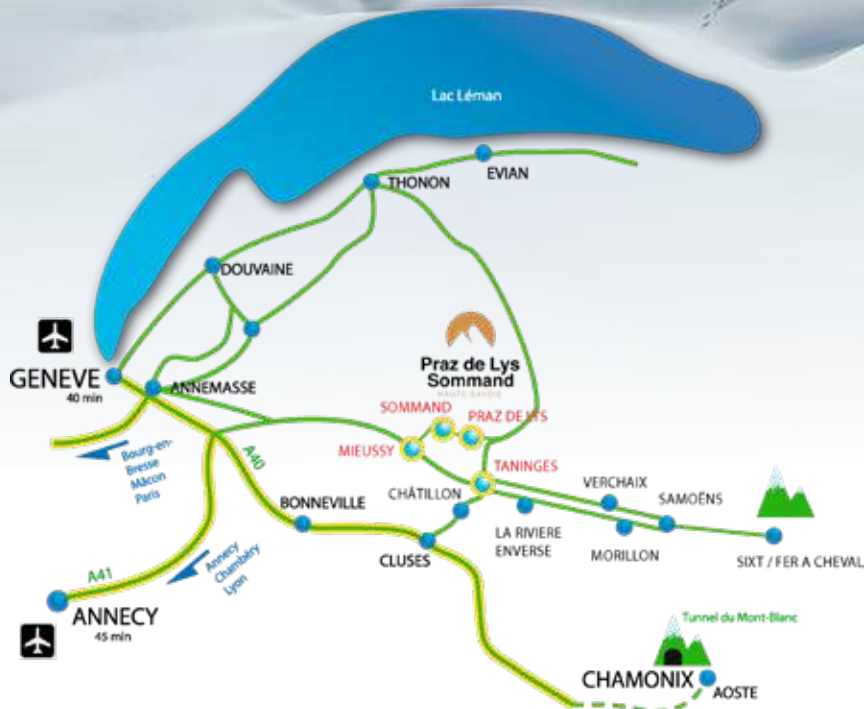 Lac Léman
EVIAN
THONON
DOUVAINE
GENEVE
40 min
ANNEMASSE
Praz de Lys
Sommand
HAUTE-SAVOIE
SOMMAND
PRAZ DE LYS
MIEUSSY
TANINGES
Bourg-en-
Bresse
Mâcon
Paris
A40
BONNEVILLE
CHÂTILLON
VERCHAIX
SAMOËNS
LA RIVIERE
ENVERSE
MORILLON
SIXT / FER A CHEVAL
CLUSES
Annecy
Chambéry
Lyon
A41
ANNECY
45 min
Tunnel du Mont-Blanc
CHAMONIX
AOSTE